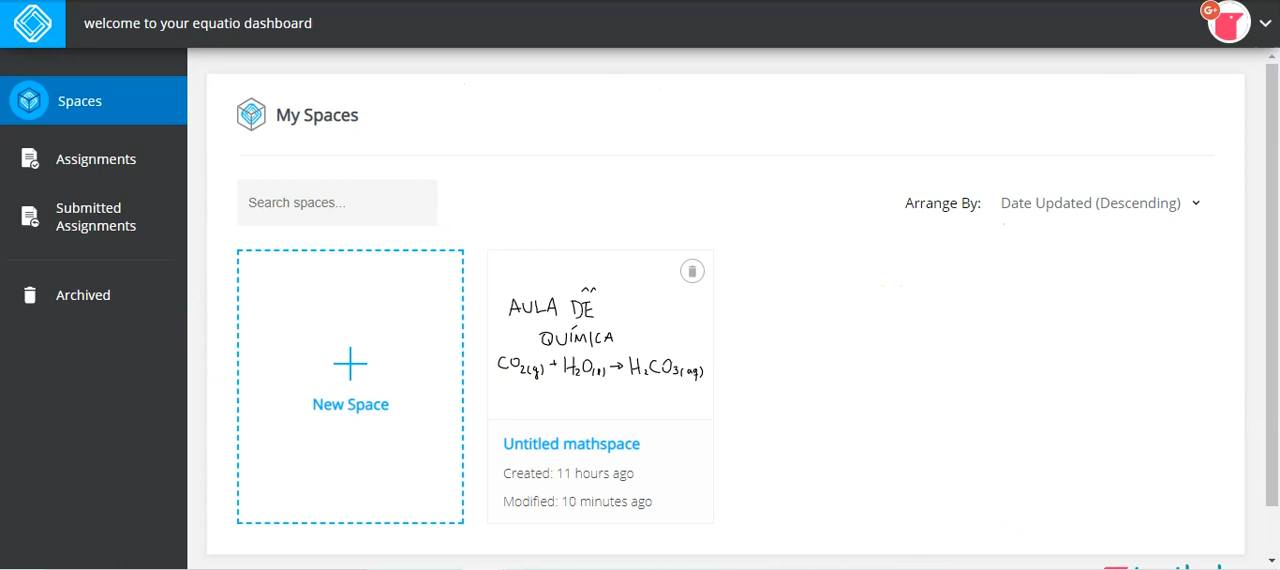 welcome to your equatio dashboard
G+
Spaces
Assignments
Submitted
Assignments
Archived
My Spaces
Search spaces...
Arrange By: Date Updated (Descending)
New Space
AULA DE
QUÍMICA
CO2(g) + H2O(l) → H2CO3(aq)
Untitled mathspace
Created: 11 hours ago
Modified: 10 minutes ago